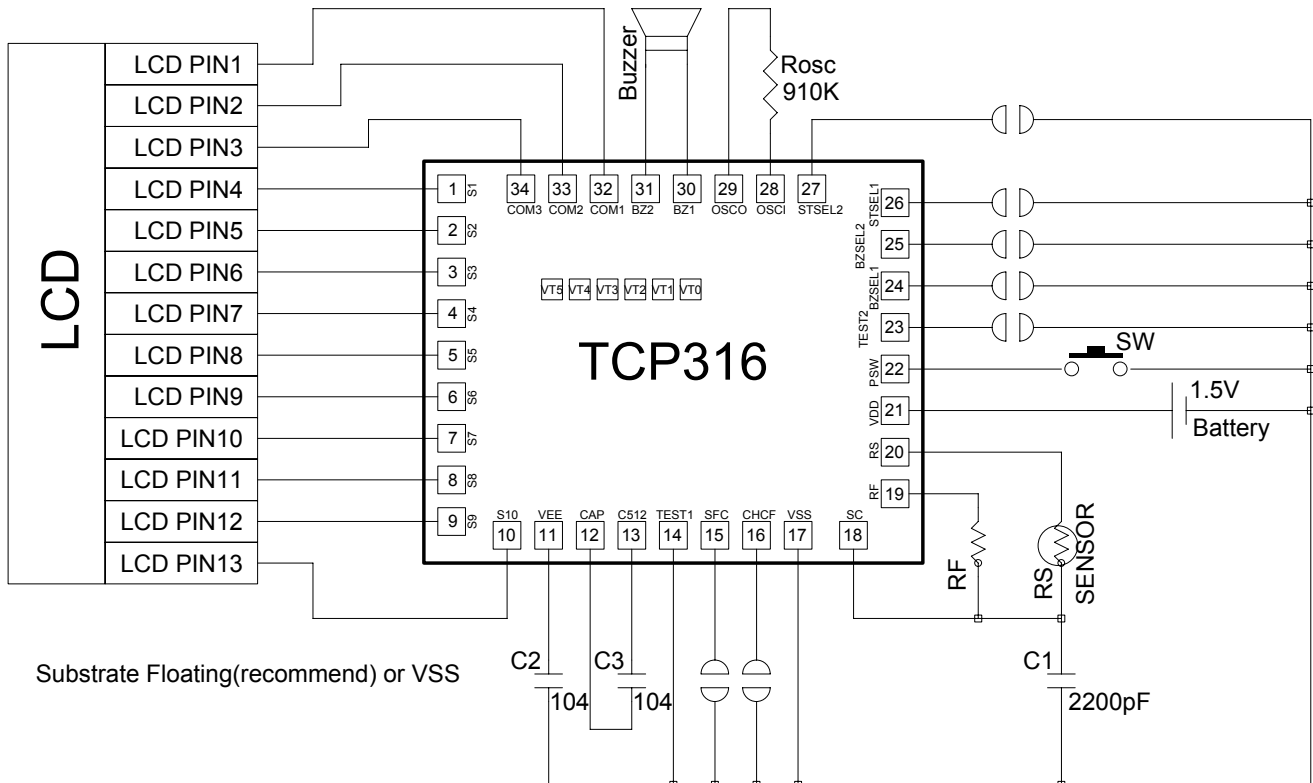 LCD
LCD PIN1
LCD PIN2
LCD PIN3
LCD PIN4
LCD PIN5
LCD PIN6
LCD PIN7
LCD PIN8
LCD PIN9
LCD PIN10
LCD PIN11
LCD PIN12
LCD PIN13
Buzzer
Rosc
910K
34 33 32 31 30 29 28 27
COM3 COM2 COM1 BZ2 BZ1 OSCO OSCI STSEL2
1 S1
2 S2
3 S3
4 S4
5 S5
6 S6
7 S7
8 S8
9 S9
VT5 VT4 VT3 VT2 VT1 VT0
TCP316
STSEL1 26
BZSEL2 25
BZSEL1 24
TEST2 23
PSW 22
VDD 21
RS 20
RF 19
SW
1.5V
Battery
S10 VEE CAP C512 TEST1 SFC CHCF VSS SC
10 11 12 13 14 15 16 17 18
RF
RS
SENSOR
C2
104
C3
104
C1
2200pF
Substrate Floating(recommend) or VSS